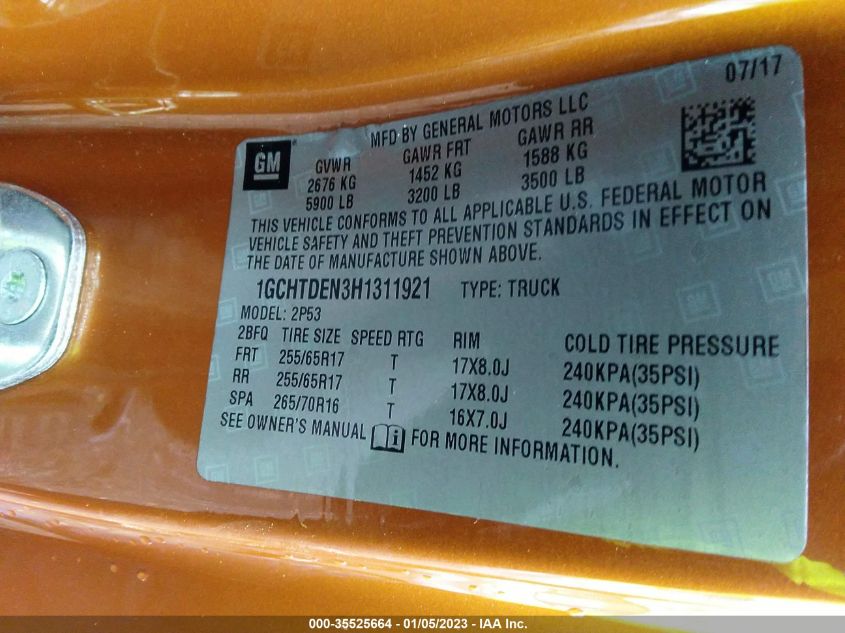 07/17
MFD BY GENERAL MOTORS LLC
GM
GVWR GAWR FRT GAWR RR
2676 KG 1452 KG 1588 KG
5900 LB 3200 LB 3500 LB
THIS VEHICLE CONFORMS TO ALL APPLICABLE U.S. FEDERAL MOTOR
VEHICLE SAFETY AND THEFT PREVENTION STANDARDS IN EFFECT ON
THE DATE OF MANUFACTURE SHOWN ABOVE.
1GCHTDEN3H1311921 TYPE: TRUCK
MODEL: 2P53
2BFQ TIRE SIZE SPEED RTG RIM COLD TIRE PRESSURE
FRT 255/65R17 T 17X8.0J 240KPA(35PSI)
RR 255/65R17 T 17X8.0J 240KPA(35PSI)
SPA 265/70R16 T 16X7.0J 240KPA(35PSI)
SEE OWNER'S MANUAL FOR MORE INFORMATION.
000-35525664 - 01/05/2023 - IAA Inc.